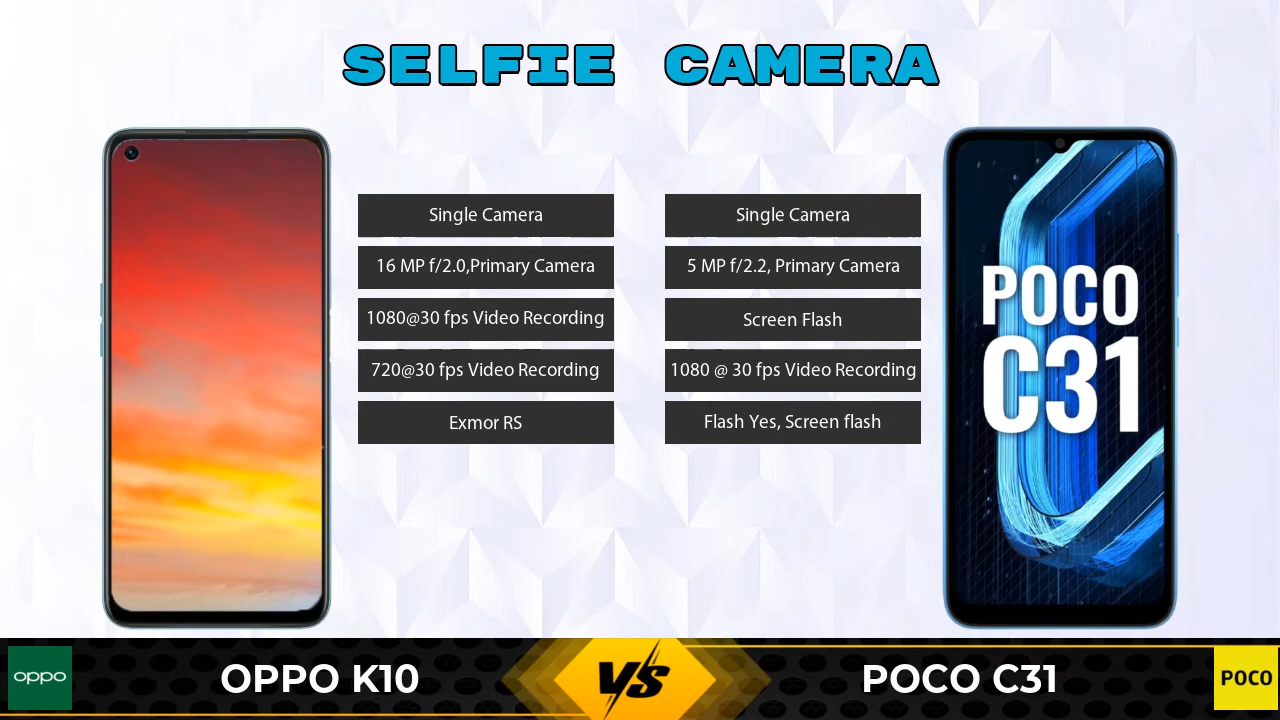 SELFIE CAMERA
Single Camera
16 MP f/2.0,Primary Camera
1080@30 fps Video Recording
720@30 fps Video Recording
Exmor RS
Single Camera
5 MP f/2.2, Primary Camera
Screen Flash
1080 @ 30 fps Video Recording
Flash Yes, Screen flash
POCO
C31
oppo
OPPO K10
VS
POCO C31
POCO